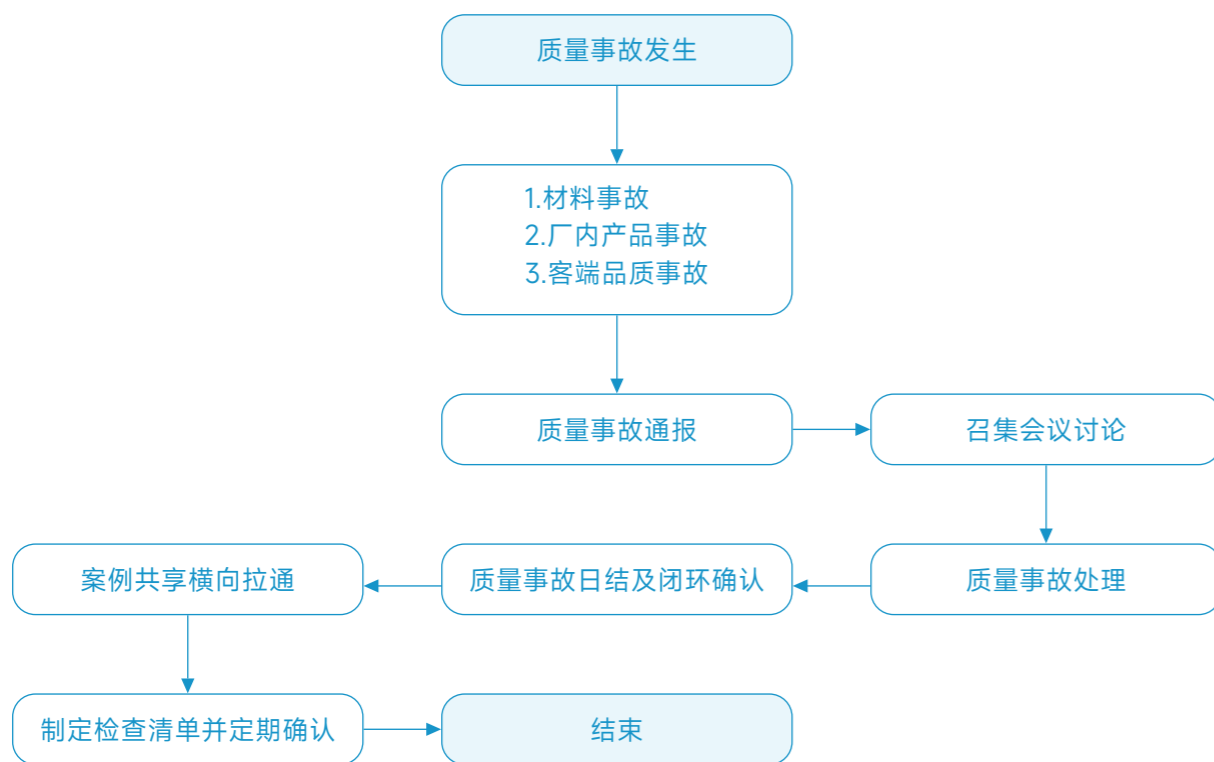 质量事故发生
1.材料事故
2.厂内产品事故
3.客端品质事故
质量事故通报
召集会议讨论
质量事故处理
质量事故日结及闭环确认
案例共享横向拉通
制定检查清单并定期确认
结束